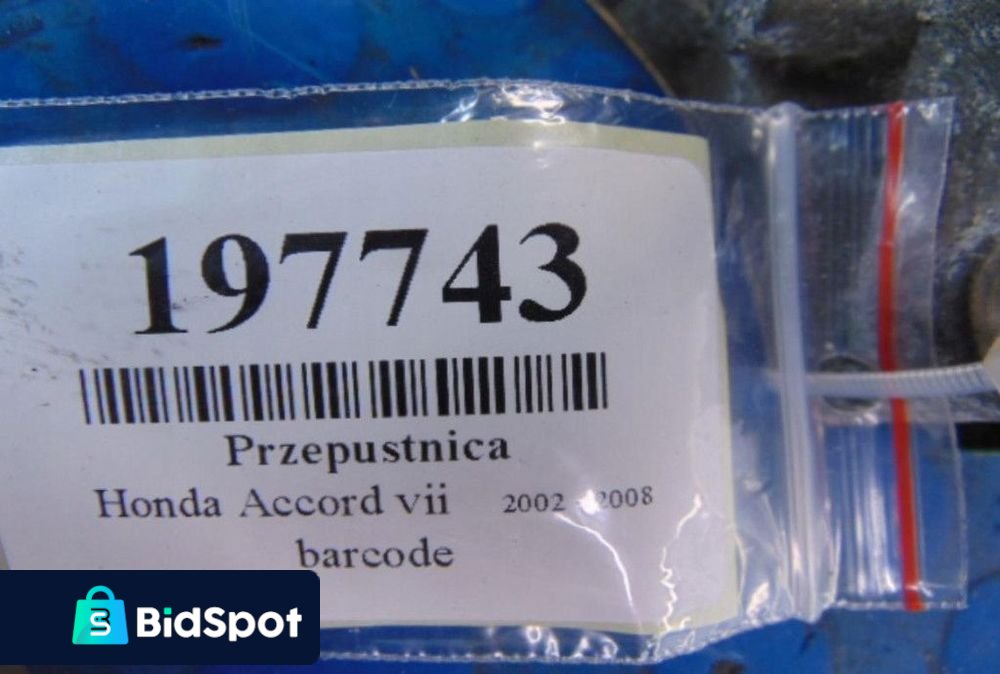 197743
Przepustnica
Honda Accord vii 2002 - 2008
barcode
BidSpot